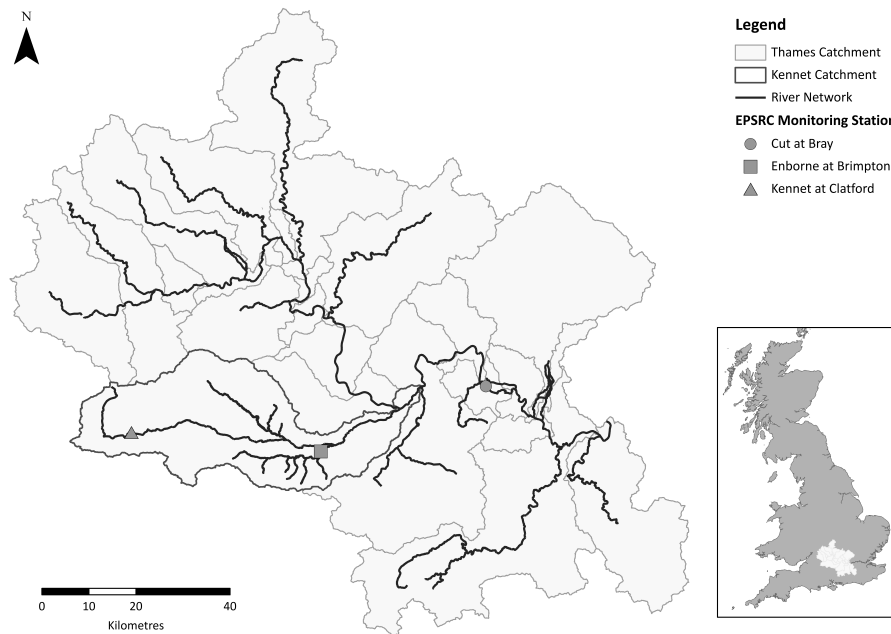 N
Legend
Thames Catchment
Kennet Catchment
River Network
EPSRC Monitoring Station
Cut at Bray
Enborne at Brimpton
Kennet at Clatford
0 10 20 40
Kilometres